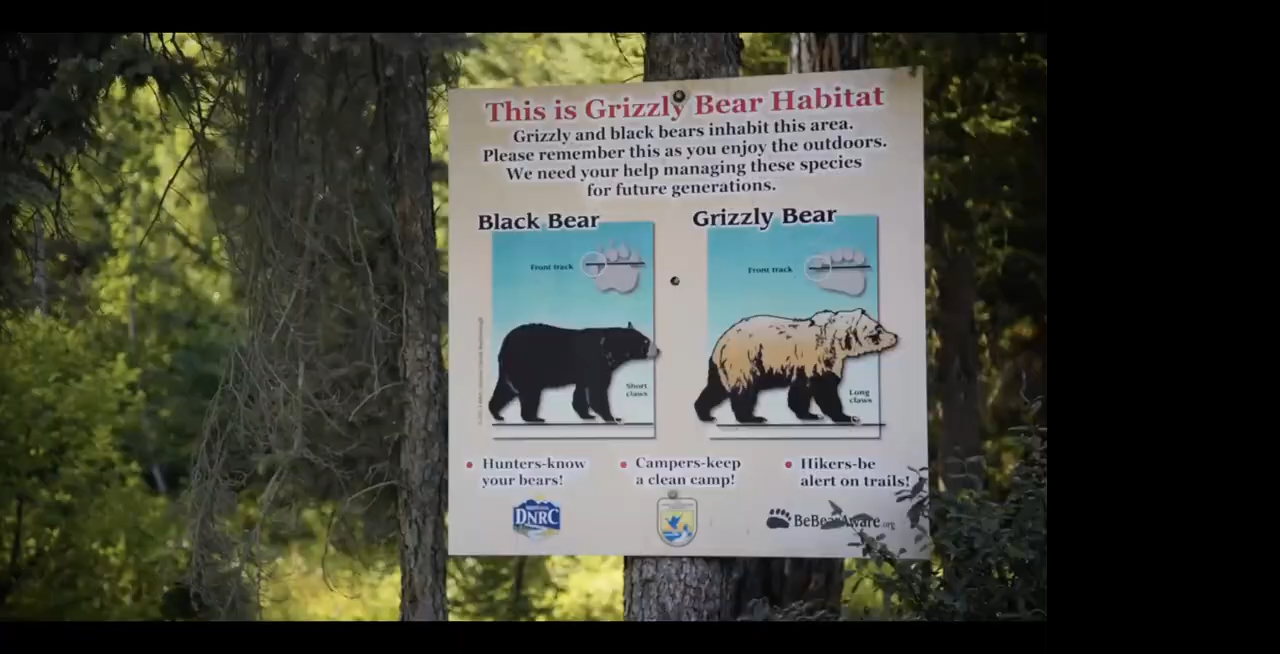 This is Grizzly Bear Habitat
Grizzly and black bears inhabit this area.
Please remember this as you enjoy the outdoors.
We need your help managing these species
for future generations.
Black Bear
Grizzly Bear
Front track
Front track
Short
claws
Long
claws
• Hunters-know
your bears!
• Campers-keep
a clean camp!
• Hikers-be
alert on trails!
DNRC
BeBearAware.org